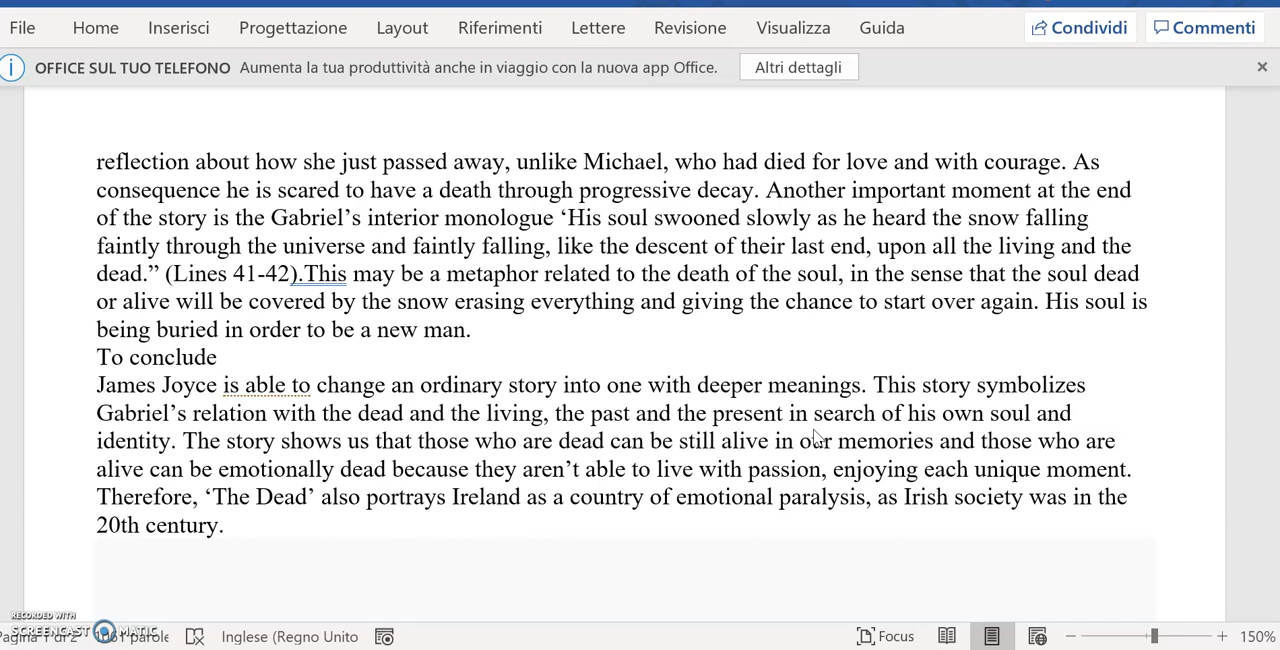 File Home Inserisci Progettazione Layout Riferimenti Lettere Revisione Visualizza Guida Condividi Commenti
OFFICE SUL TUO TELEFONO Aumenta la tua produttività anche in viaggio con la nuova app Office. Altri dettagli
reflection about how she just passed away, unlike Michael, who had died for love and with courage. As
consequence he is scared to have a death through progressive decay. Another important moment at the end
of the story is the Gabriel’s interior monologue ‘His soul swooned slowly as he heard the snow falling
faintly through the universe and faintly falling, like the descent of their last end, upon all the living and the
dead.” (Lines 41-42).This may be a metaphor related to the death of the soul, in the sense that the soul dead
or alive will be covered by the snow erasing everything and giving the chance to start over again. His soul is
being buried in order to be a new man.
To conclude
James Joyce is able to change an ordinary story into one with deeper meanings. This story symbolizes
Gabriel’s relation with the dead and the living, the past and the present in search of his own soul and
identity. The story shows us that those who are dead can be still alive in our memories and those who are
alive can be emotionally dead because they aren’t able to live with passion, enjoying each unique moment.
Therefore, ‘The Dead’ also portrays Ireland as a country of emotional paralysis, as Irish society was in the
20th century.
RECORDED WITH
SCREENCAST MATIC
Inglese (Regno Unito Focus 150%